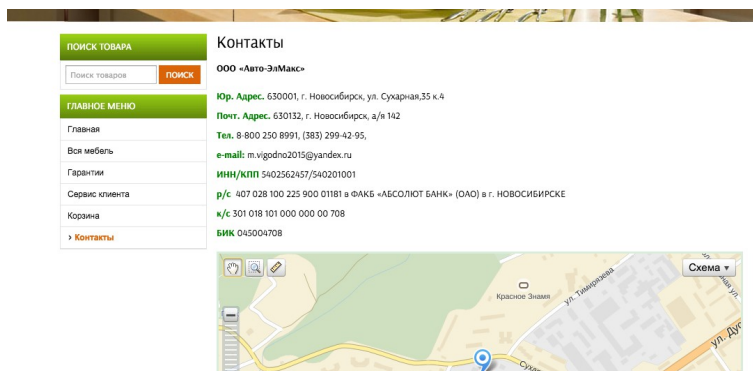 ПОИСК ТОВАРА
Поиск товаров
ПОИСК
ГЛАВНОЕ МЕНЮ
Главная
Вся мебель
Гарантии
Сервис клиента
Корзина
› Контакты
Контакты
ООО «Авто-ЭлМакс»
Юр. Адрес. 630001, г. Новосибирск, ул. Сухарная,35 к.4
Почт. Адрес. 630132, г. Новосибирск, а/я 142
Тел. 8-800 250 8991, (383) 299-42-95,
e-mail: m.vigodno2015@yandex.ru
ИНН/КПП 5402562457/540201001
р/с 407 028 100 225 900 01181 в ФАКБ «АБСОЛЮТ БАНК» (ОАО) в г. НОВОСИБИРСКЕ
к/с 301 018 101 000 000 00 708
БИК 045004708
Схема ▾
Красное Знамя
ул. Тимирязева
ул. Дус
Суха